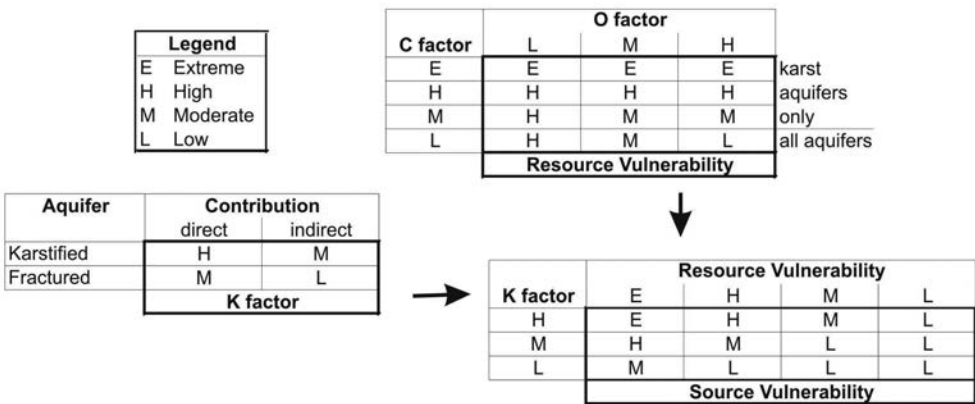 Legend
E Extreme
H High
M Moderate
L Low
O factor
C factor L M H
E E E E karst
H H H H aquifers
M H M M only
L H M L all aquifers
Resource Vulnerability
Aquifer Contribution
direct indirect
Karstified H M
Fractured M L
K factor
Resource Vulnerability
K factor E H M L
H E H M L
M H M L L
L M L L L
Source Vulnerability